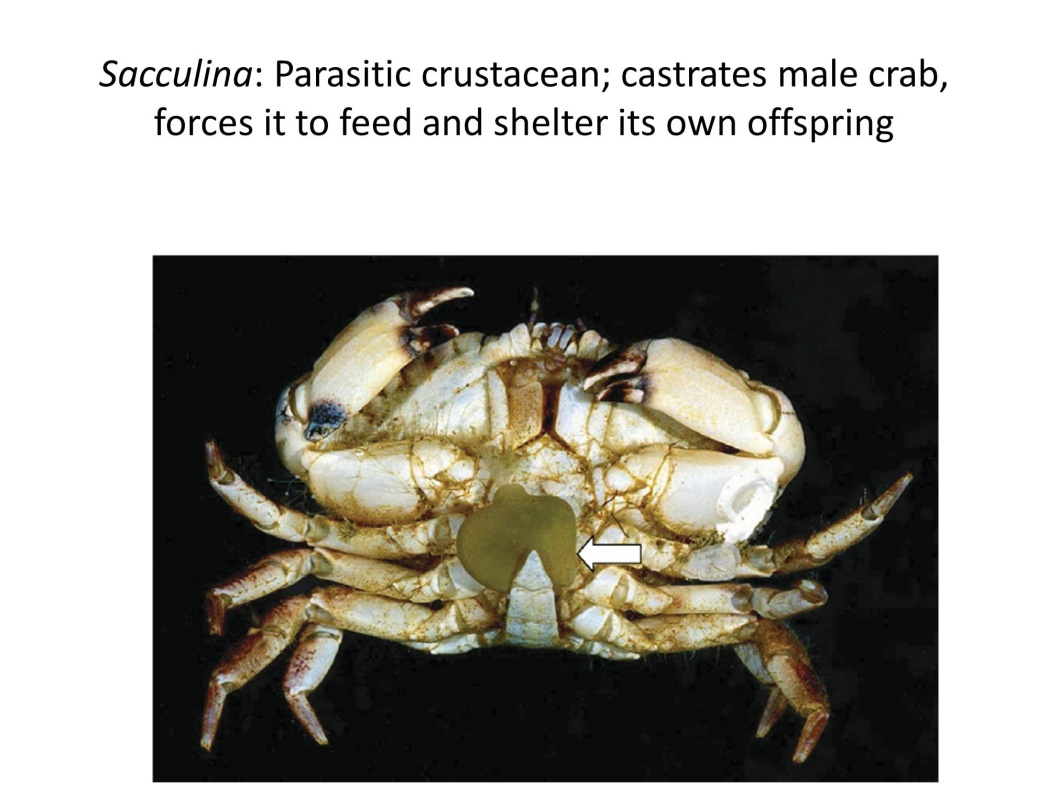 Sacculina: Parasitic crustacean; castrates male crab,
forces it to feed and shelter its own offspring